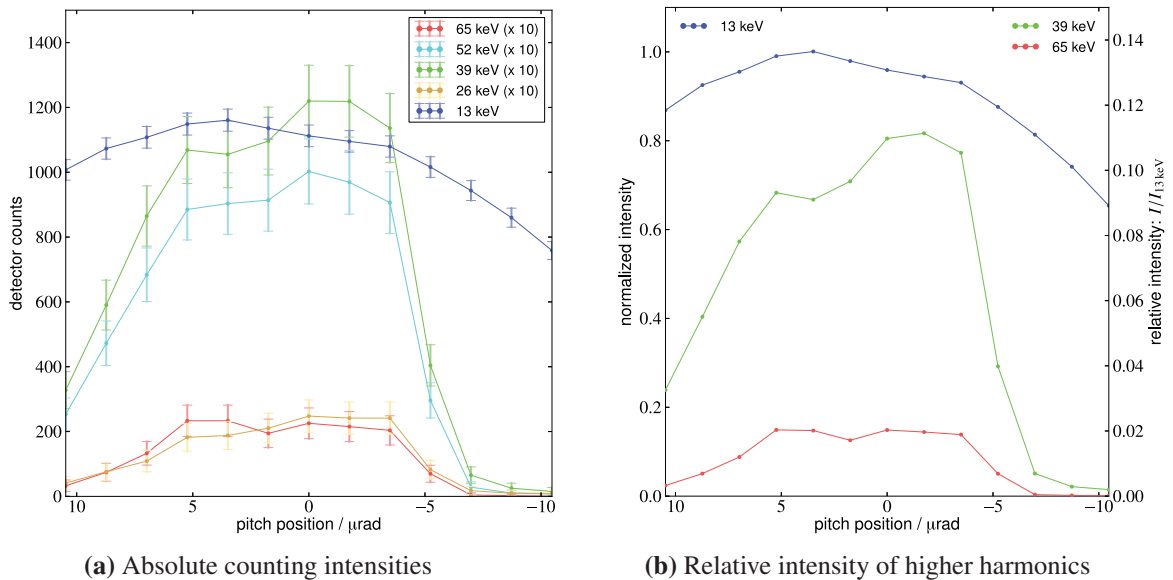 1400
1200
1000
800
600
400
200
0
detector counts
65 keV (x 10)
52 keV (x 10)
39 keV (x 10)
26 keV (x 10)
13 keV
10 5 0 −5 −10
pitch position / μrad
(a) Absolute counting intensities
1.0
0.8
0.6
0.4
0.2
0.0
normalized intensity
13 keV
39 keV
65 keV
0.14
0.12
0.10
0.08
0.06
0.04
0.02
0.00
relative intensity: I/I13 keV
10 5 0 −5 −10
pitch position / μrad
(b) Relative intensity of higher harmonics